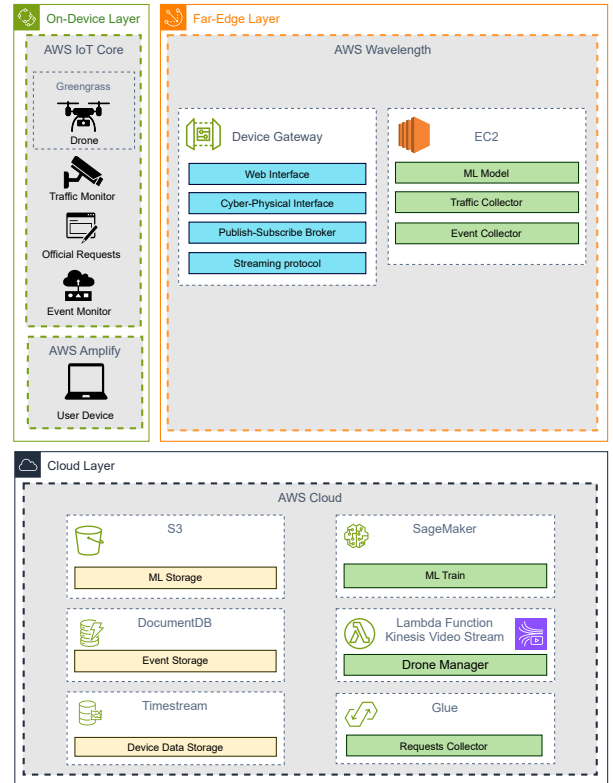 On-Device Layer
AWS IoT Core
Greengrass
Drone
Traffic Monitor
Official Requests
Event Monitor
AWS Amplify
User Device
Far-Edge Layer
AWS Wavelength
Device Gateway
Web Interface
Cyber-Physical Interface
Publish-Subscribe Broker
Streaming protocol
EC2
ML Model
Traffic Collector
Event Collector
Cloud Layer
AWS Cloud
S3
ML Storage
SageMaker
ML Train
DocumentDB
Event Storage
Lambda Function
Kinesis Video Stream
Drone Manager
Timestream
Device Data Storage
Glue
Requests Collector